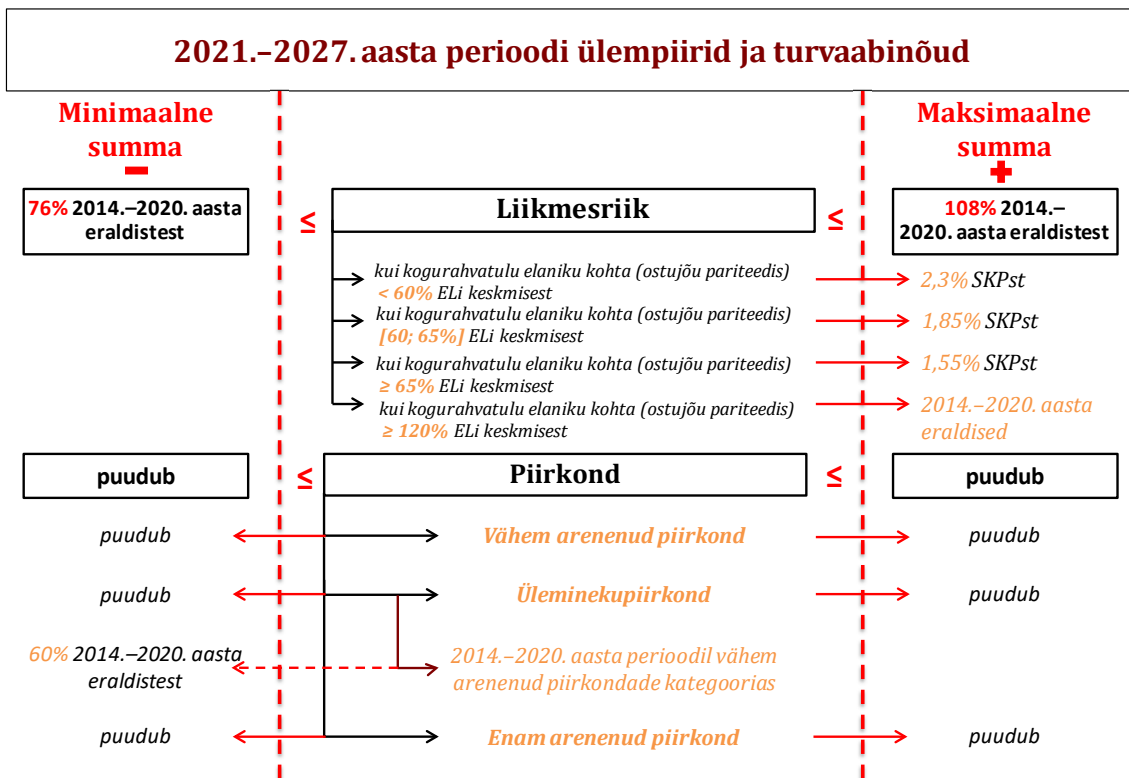 2021.–2027. aasta perioodi ülempiirid ja turvaabinõud
Minimaalne
summa
–
Maksimaalne
summa
+
76% 2014.–2020. aasta
eraldistest
≤
Liikmesriik
≤
108% 2014.–
2020. aasta eraldistest
kui kogurahvatulu elaniku kohta (ostujõu pariteedis)
< 60% ELi keskmisest
2,3% SKPst
kui kogurahvatulu elaniku kohta (ostujõu pariteedis)
[60; 65%] ELi keskmisest
1,85% SKPst
kui kogurahvatulu elaniku kohta (ostujõu pariteedis)
≥ 65% ELi keskmisest
1,55% SKPst
kui kogurahvatulu elaniku kohta (ostujõu pariteedis)
≥ 120% ELi keskmisest
2014.–2020. aasta
eraldised
puudub
≤
Piirkond
≤
puudub
puudub
Vähem arenenud piirkond
puudub
puudub
Üleminekupiirkond
puudub
60% 2014.–2020. aasta
eraldistest
2014.–2020. aasta perioodil vähem
arenenud piirkondade kategoorias
puudub
Enam arenenud piirkond
puudub